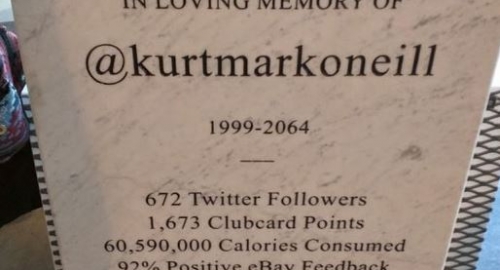 IN LOVING MEMORY OF
@kurtmarkoneill
1999-2064
672 Twitter Followers
1,673 Clubcard Points
60,590,000 Calories Consumed
92% Positive eBay Feedback